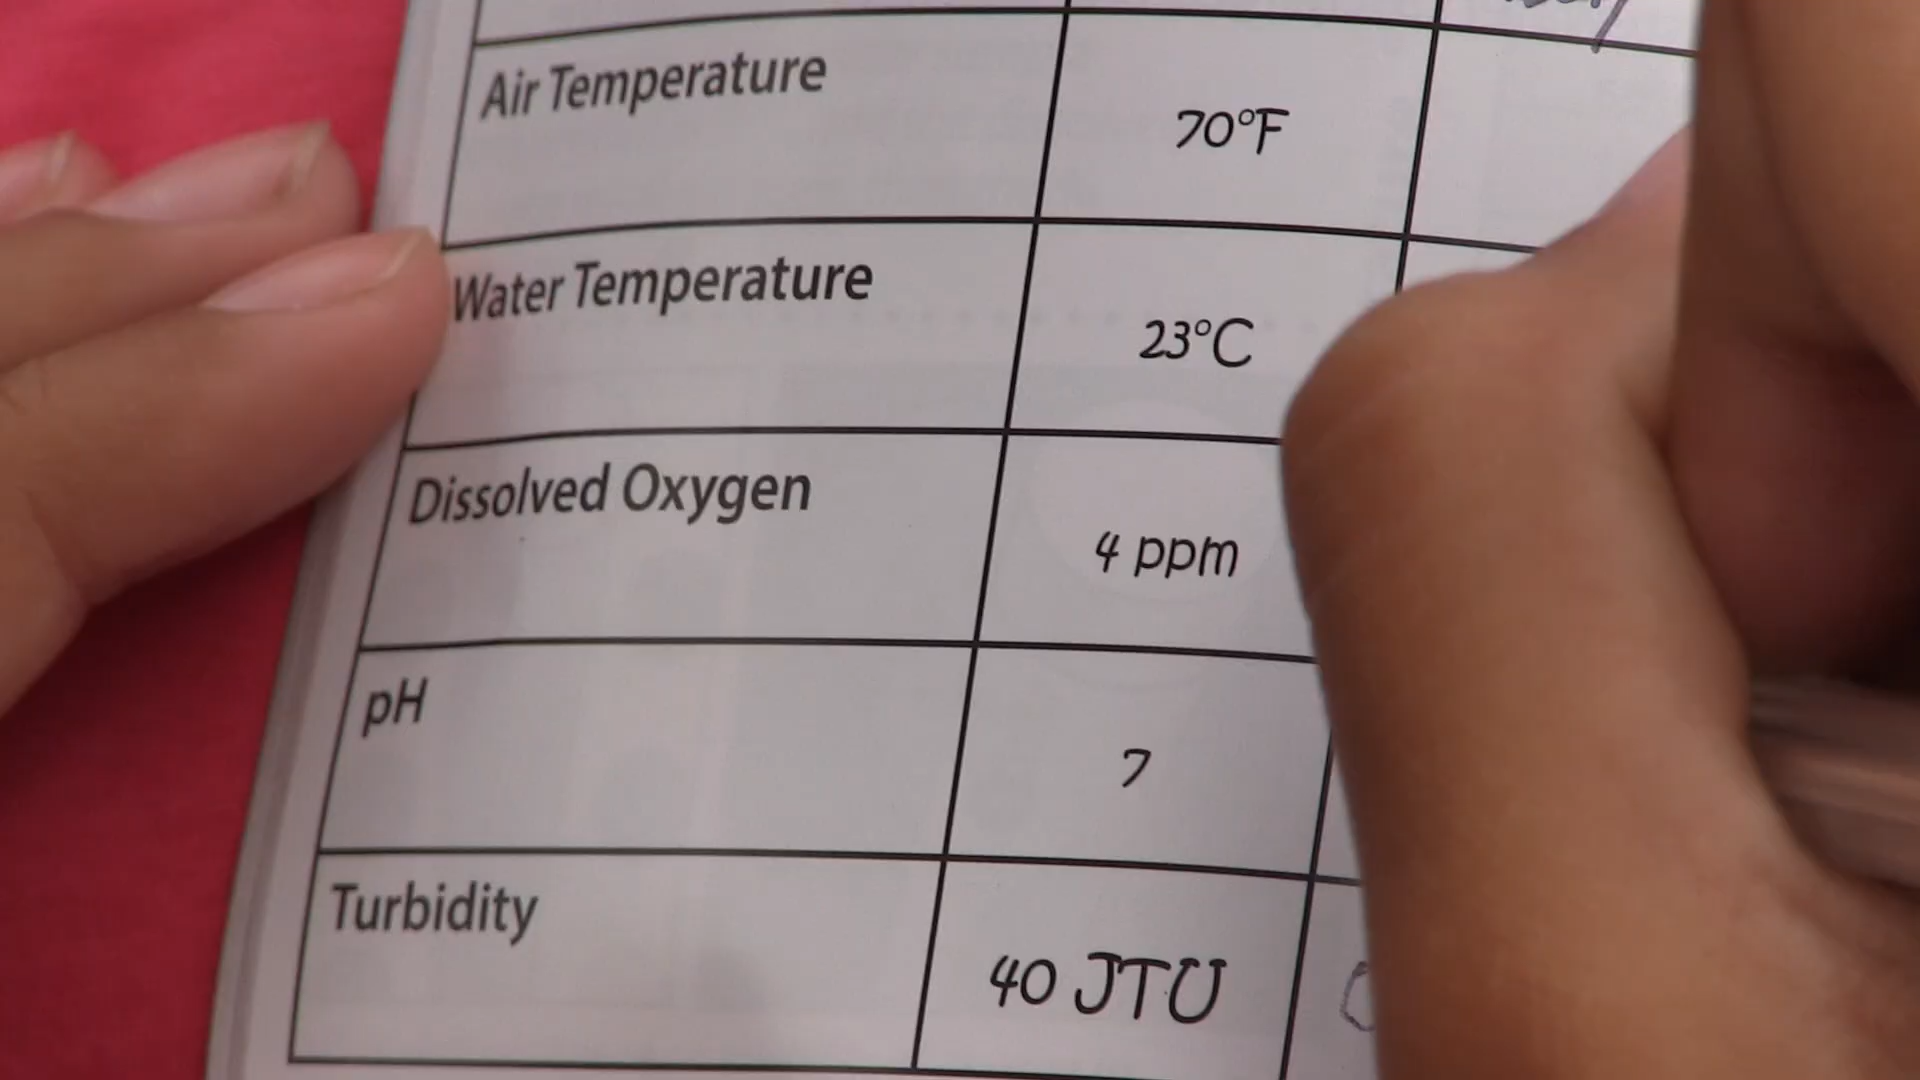 Air Temperature 70°F
Water Temperature 23°C
Dissolved Oxygen 4 ppm
pH 7
Turbidity 40 JTU